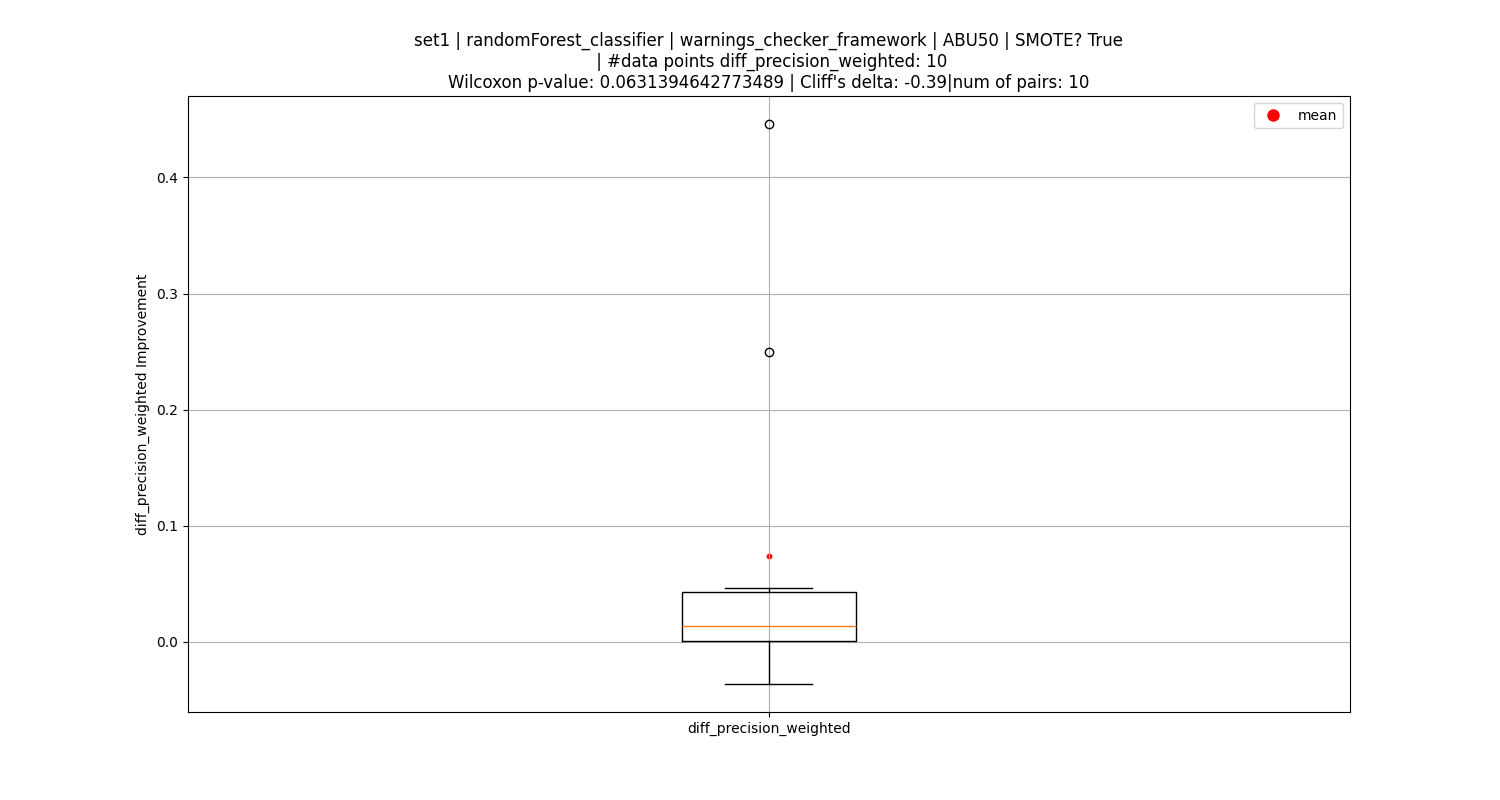 set1 | randomForest_classifier | warnings_checker_framework | ABU50 | SMOTE? True
| #data points diff_precision_weighted: 10
Wilcoxon p-value: 0.0631394642773489 | Cliff's delta: -0.39|num of pairs: 10
mean
0.4
0.3
0.2
0.1
0.0
diff_precision_weighted Improvement
diff_precision_weighted